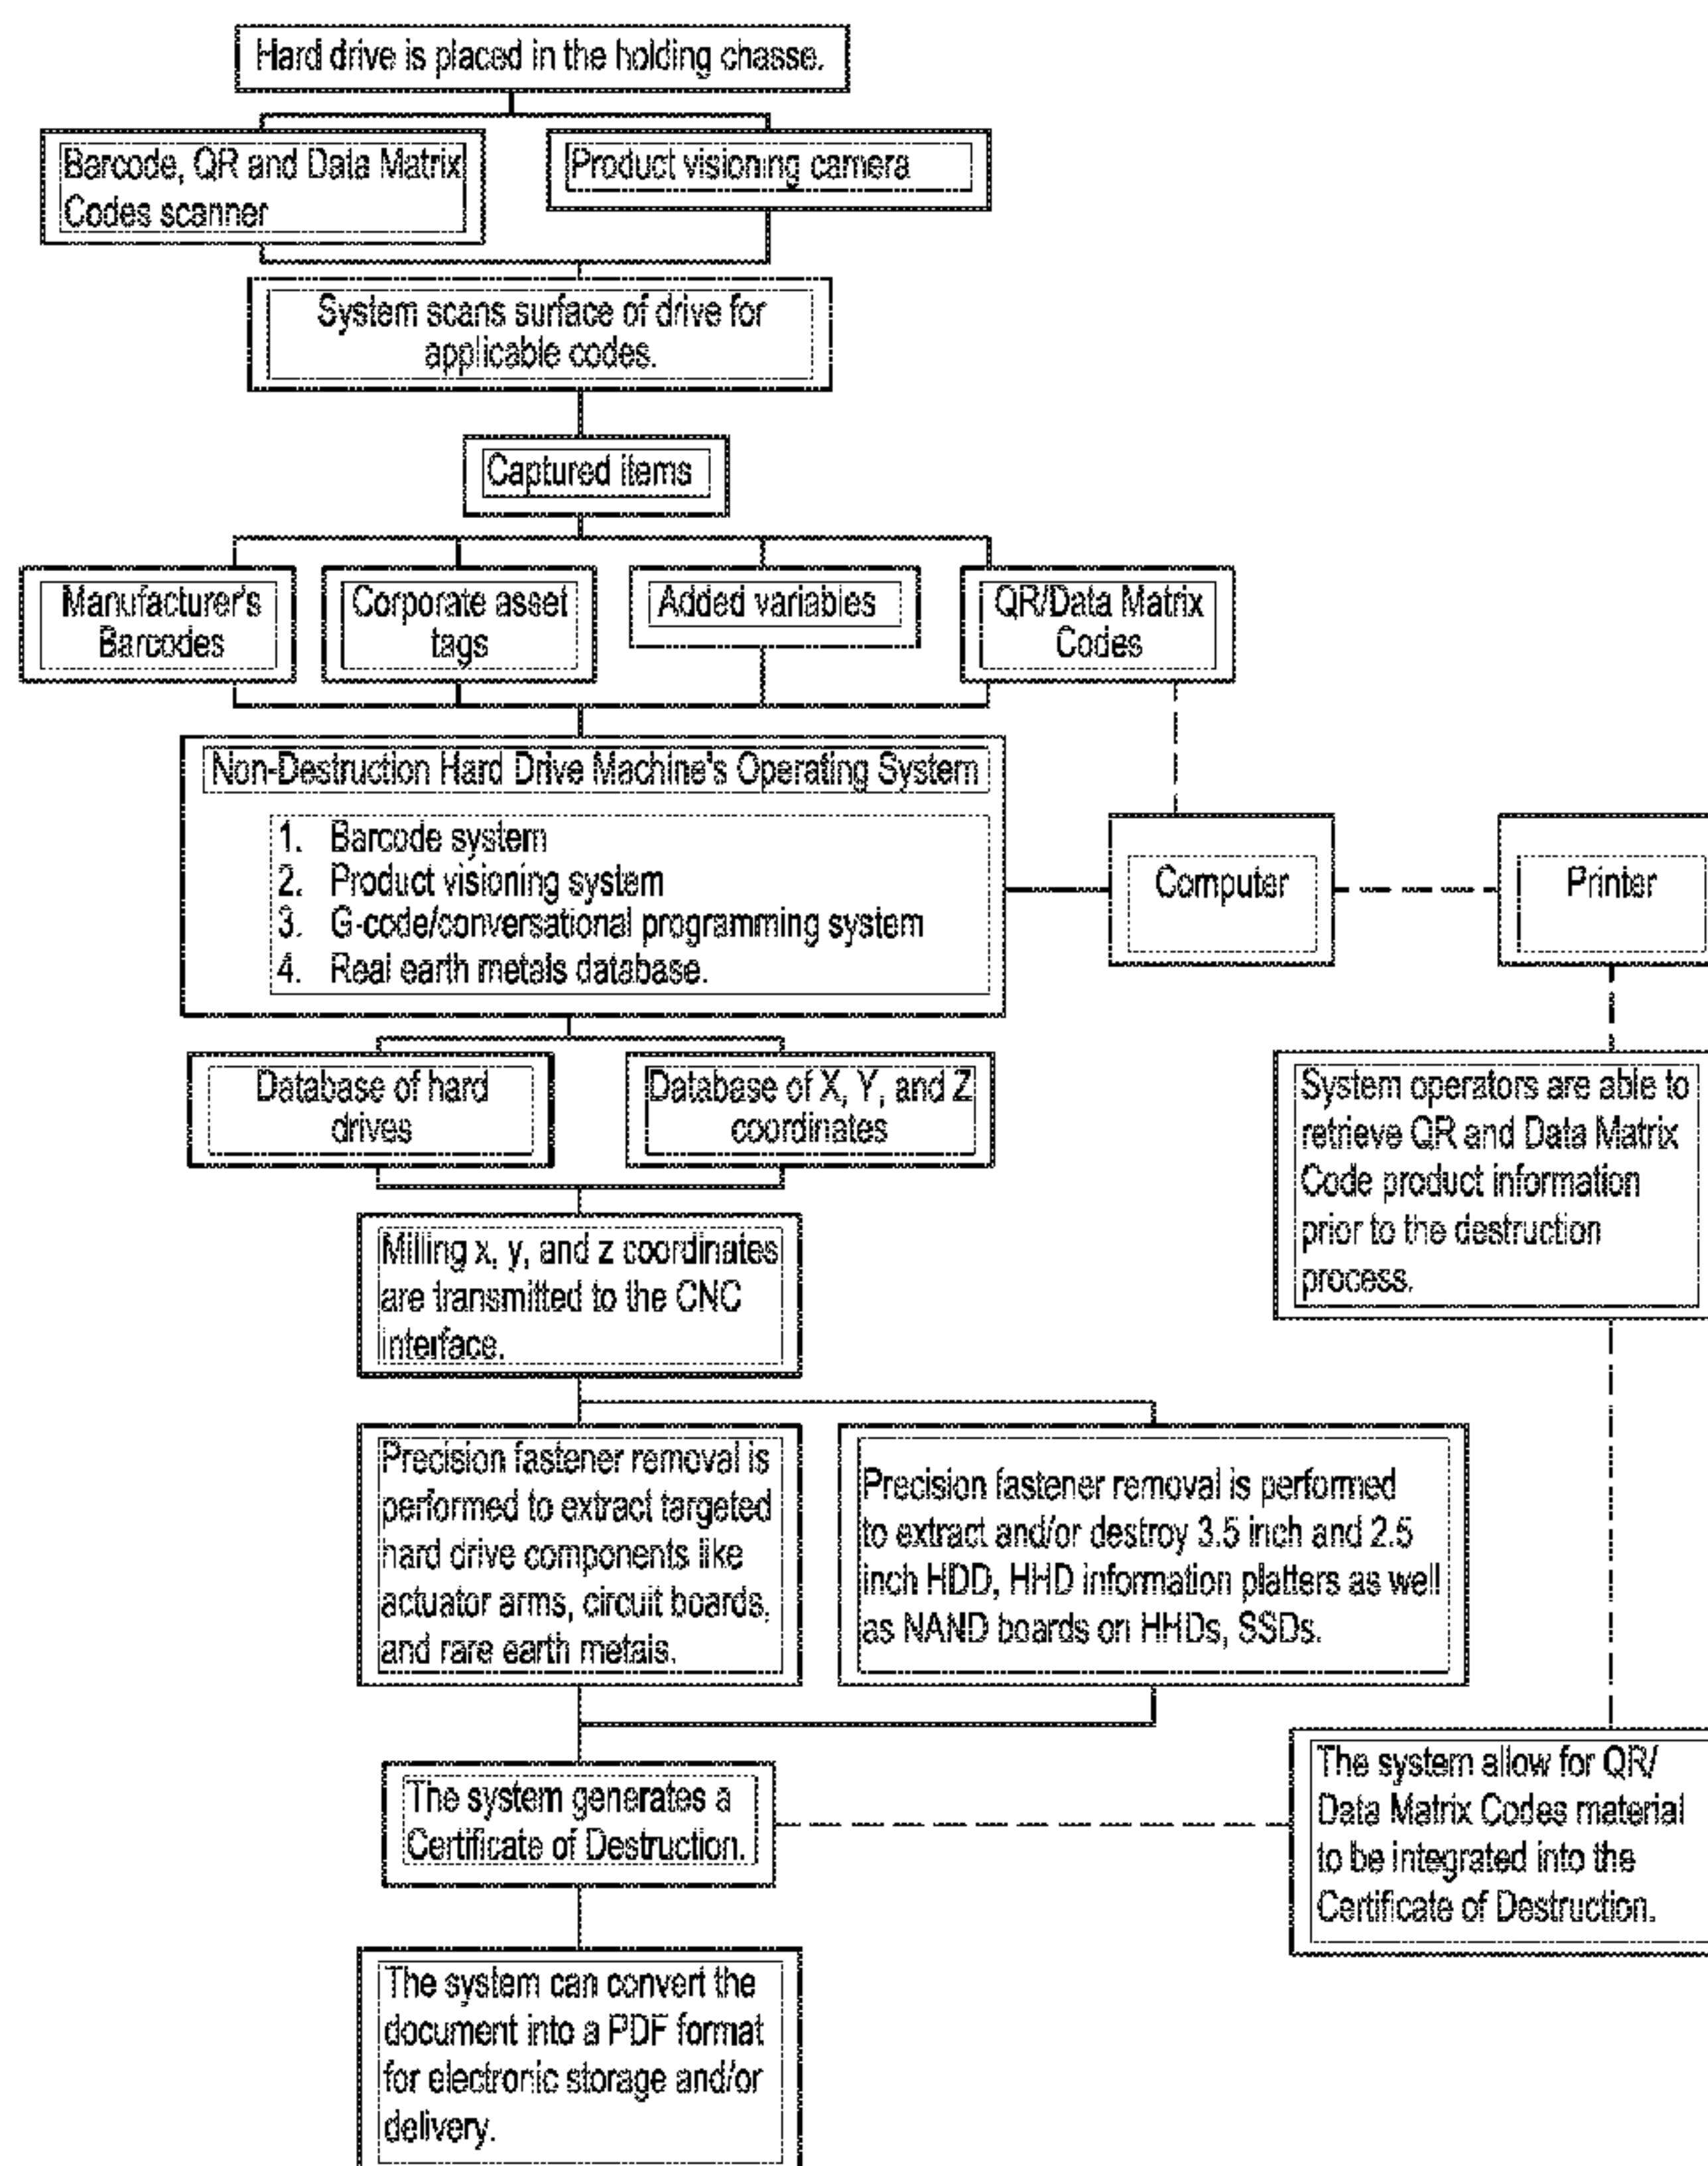 Hard drive is placed in the holding chasse.
Barcode, QR and Data Matrix
Codes scanner
Product visioning camera
System scans surface of drive for
applicable codes.
Captured items
Manufacturer's
Barcodes
Corporate asset
tags
Added variables
QR/Data Matrix
Codes
Non-Destruction Hard Drive Machine's Operating System
1. Barcode system
2. Product visioning system
3. G-code/conversational programming system
4. Real earth metals database.
Computer
Printer
Database of hard
drives
Database of X, Y, and Z
coordinates
System operators are able to
retrieve QR and Data Matrix
Code product information
prior to the destruction
process.
Milling x, y, and z coordinates
are transmitted to the CNC
interface.
Precision fastener removal is
performed to extract targeted
hard drive components like
actuator arms, circuit boards,
and rare earth metals.
Precision fastener removal is performed
to extract and/or destroy 3.5 inch and 2.5
inch HDD, HHD information platters as well
as NAND boards on HHDs, SSDs.
The system generates a
Certificate of Destruction.
The system allow for QR/
Data Matrix Codes material
to be integrated into the
Certificate of Destruction.
The system can convert the
document into a PDF format
for electronic storage and/or
delivery.